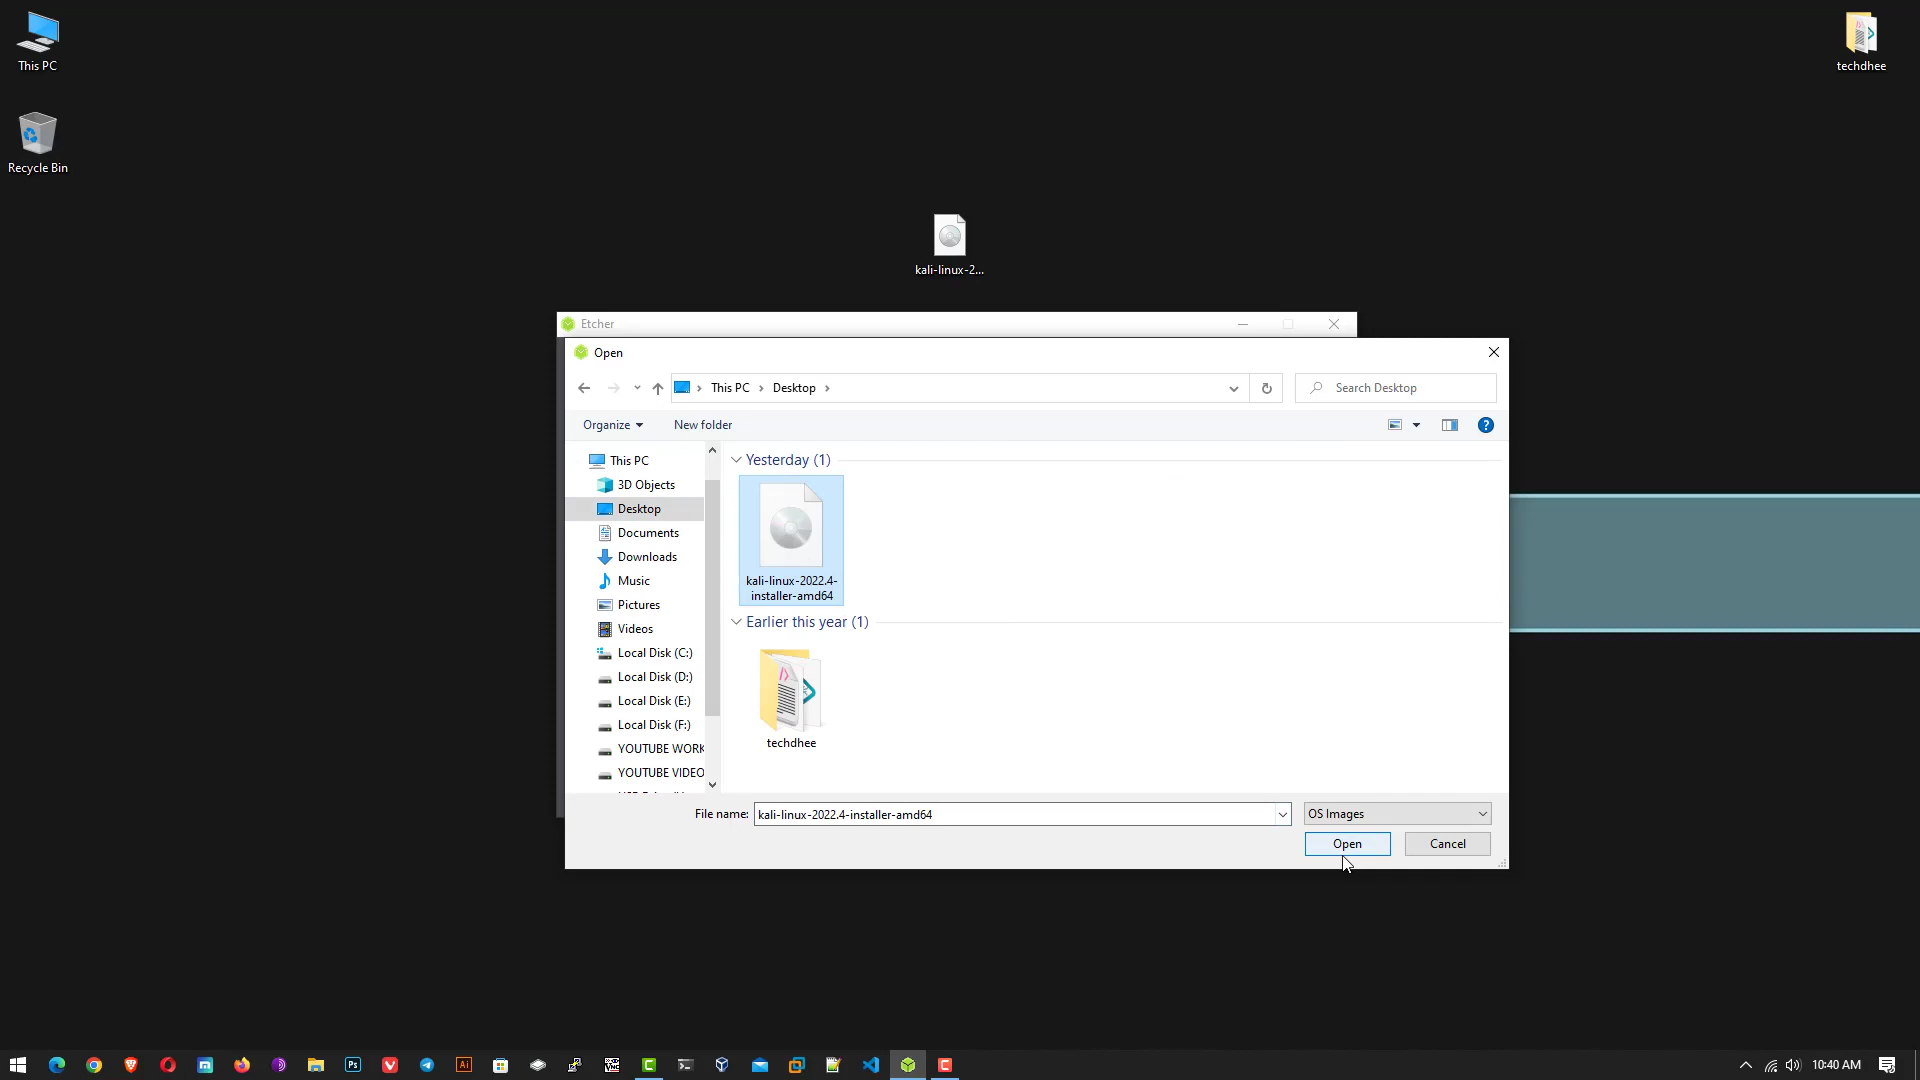 This PC
techdhee
Recycle Bin
kali-linux-2...
Etcher
Open
This PC
Desktop
Search Desktop
Organize
New folder
?
This PC
3D Objects
Desktop
Documents
Downloads
Music
Pictures
Videos
Local Disk (C:)
Local Disk (D:)
Local Disk (E:)
Local Disk (F:)
YOUTUBE WORK
YOUTUBE VIDEO
Yesterday (1)
kali-linux-2022.4-
installer-amd64
Earlier this year (1)
techdhee
File name:
kali-linux-2022.4-installer-amd64
OS Images
Open
Cancel
Ps
Ai
10:40 AM